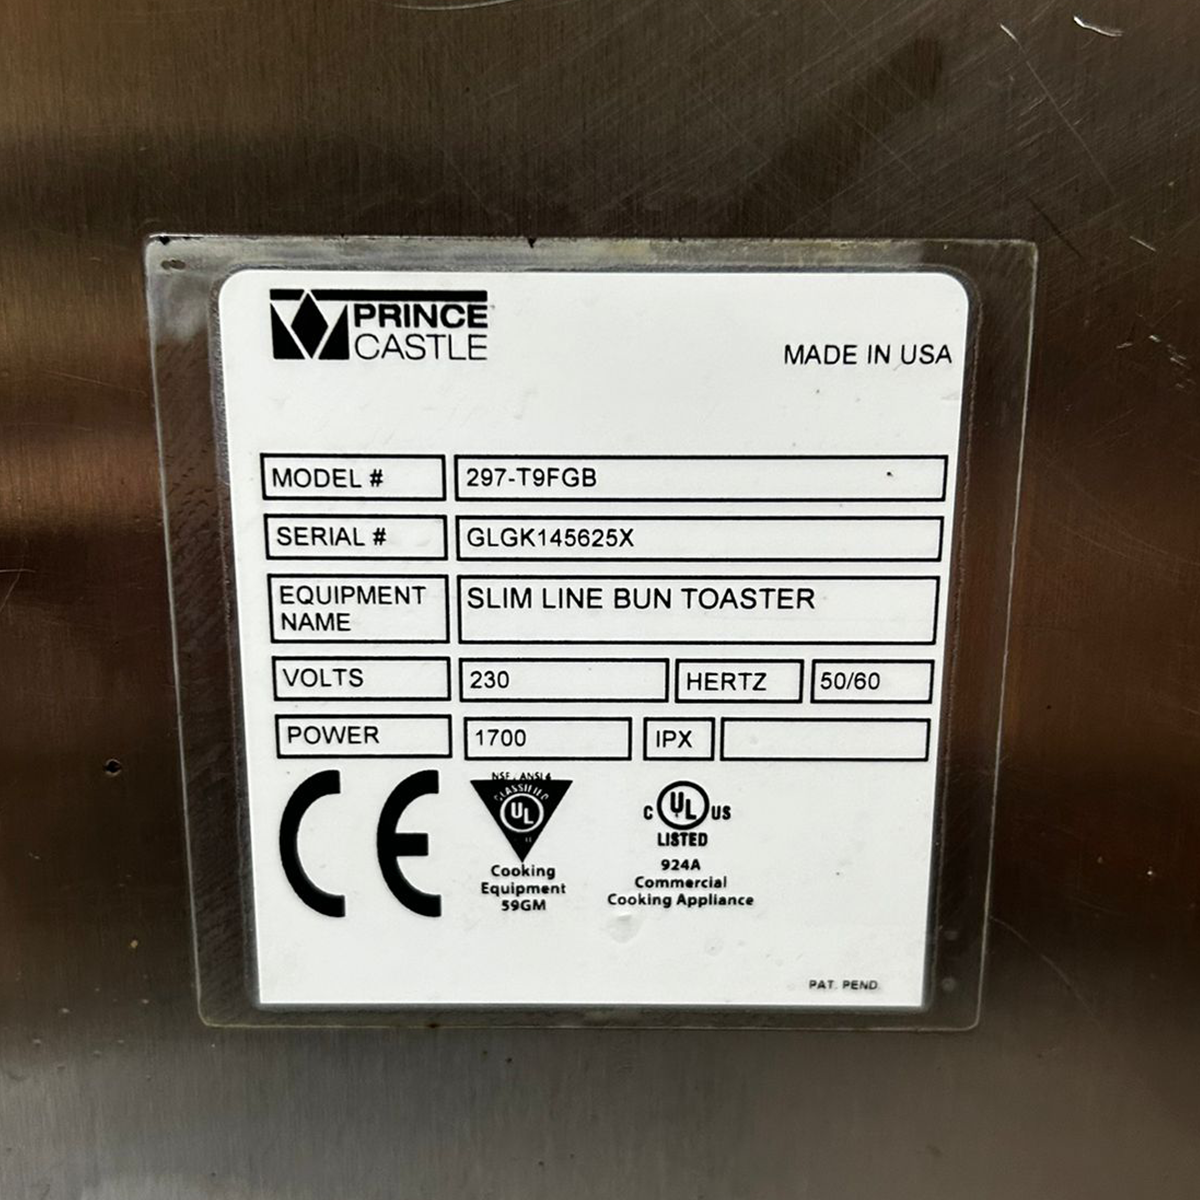 PRINCE
CASTLE
MADE IN USA
MODEL # 297-T9FGB
SERIAL # GLGK145625X
EQUIPMENT NAME SLIM LINE BUN TOASTER
VOLTS 230 HERTZ 50/60
POWER 1700 IPX
CE
NSF / ANSI 4
CLASSIFIED
UL
Cooking
Equipment
59GM
C UL US
LISTED
924A
Commercial
Cooking Appliance
PAT. PEND.